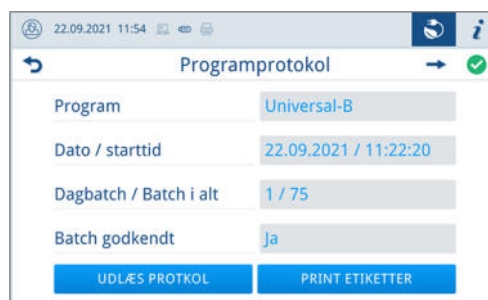 22.09.2021 11:54
i
Programprotokol
Program Universal-B
Dato / starttid 22.09.2021 / 11:22:20
Dagbatch / Batch i alt 1 / 75
Batch godkendt Ja
UDLÆS PROTKOL PRINT ETIKETTER